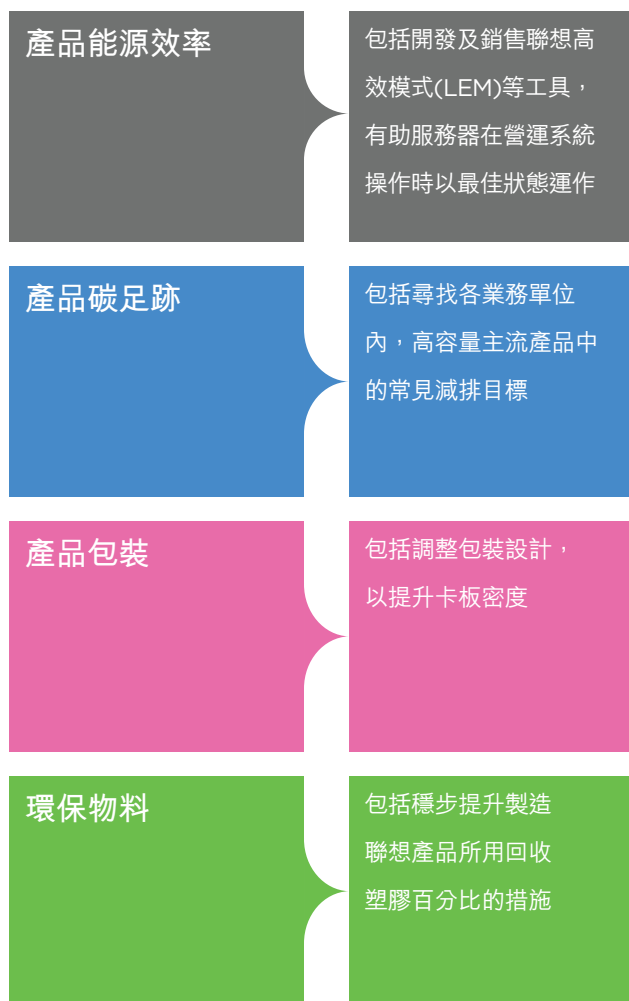 產品能源效率
包括開發及銷售聯想高
效模式(LEM)等工具，
有助服務器在營運系統
操作時以最佳狀態運作
產品碳足跡
包括尋找各業務單位
內，高容量主流產品中
的常見減排目標
產品包裝
包括調整包裝設計，
以提升卡板密度
環保物料
包括穩步提升製造
聯想產品所用回收
塑膠百分比的措施